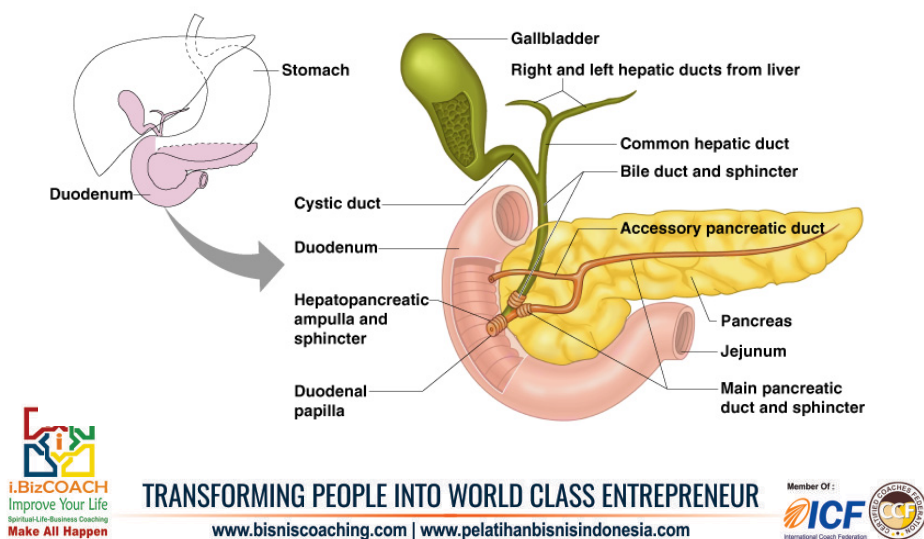 Gallbladder
Right and left hepatic ducts from liver
Stomach
Common hepatic duct
Bile duct and sphincter
Duodenum
Cystic duct
Accessory pancreatic duct
Duodenum
Hepatopancreatic
ampulla and
sphincter
Pancreas
Jejunum
Duodenal
papilla
Main pancreatic
duct and sphincter
i
i.BizCOACH
Improve Your Life
Spiritual-Life-Business Coaching
Make All Happen
TRANSFORMING PEOPLE INTO WORLD CLASS ENTREPRENEUR
www.bisniscoaching.com | www.pelatihanbisnisindonesia.com
Member Of :
ICF
International Coach Federation
CERTIFIED COACHES FEDERATION
CCF